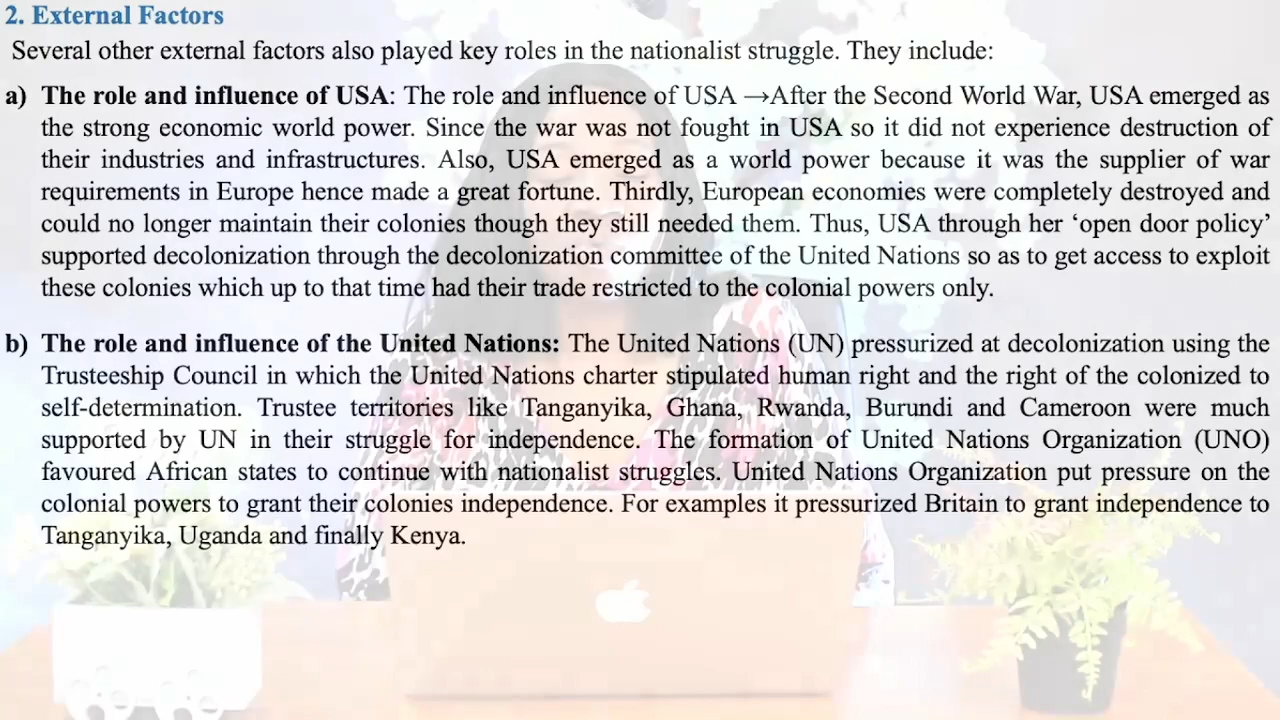 2. External Factors
Several other external factors also played key roles in the nationalist struggle. They include:
a) The role and influence of USA: The role and influence of USA →After the Second World War, USA emerged as
the strong economic world power. Since the war was not fought in USA so it did not experience destruction of
their industries and infrastructures. Also, USA emerged as a world power because it was the supplier of war
requirements in Europe hence made a great fortune. Thirdly, European economies were completely destroyed and
could no longer maintain their colonies though they still needed them. Thus, USA through her ‘open door policy’
supported decolonization through the decolonization committee of the United Nations so as to get access to exploit
these colonies which up to that time had their trade restricted to the colonial powers only.
b) The role and influence of the United Nations: The United Nations (UN) pressurized at decolonization using the
Trusteeship Council in which the United Nations charter stipulated human right and the right of the colonized to
self-determination. Trustee territories like Tanganyika, Ghana, Rwanda, Burundi and Cameroon were much
supported by UN in their struggle for independence. The formation of United Nations Organization (UNO)
favoured African states to continue with nationalist struggles. United Nations Organization put pressure on the
colonial powers to grant their colonies independence. For examples it pressurized Britain to grant independence to
Tanganyika, Uganda and finally Kenya.